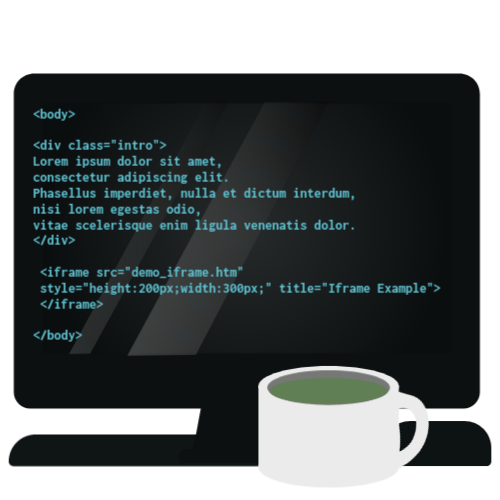 <body>
<div class="intro">
Lorem ipsum dolor sit amet,
consectetur adipiscing elit.
Phasellus imperdiet, nulla et dictum interdum,
nisi lorem egestas odio,
vitae scelerisque enim ligula venenatis dolor.
</div>
<iframe src="demo_iframe.htm"
style="height:200px;width:300px;" title="Iframe Example">
</iframe>
</body>